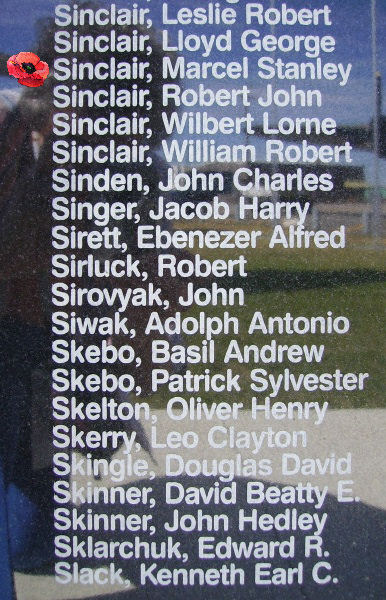 Sinclair, Leslie Robert
Sinclair, Lloyd George
Sinclair, Marcel Stanley
Sinclair, Robert John
Sinclair, Wilbert Lorne
Sinclair, William Robert
Sinden, John Charles
Singer, Jacob Harry
Sirett, Ebenezer Alfred
Sirluck, Robert
Sirovyak, John
Siwak, Adolph Antonio
Skebo, Basil Andrew
Skebo, Patrick Sylvester
Skelton, Oliver Henry
Skerry, Leo Clayton
Skingle, Douglas David
Skinner, David Beatty E.
Skinner, John Hedley
Sklarchuk, Edward R.
Slack, Kenneth Earl C.